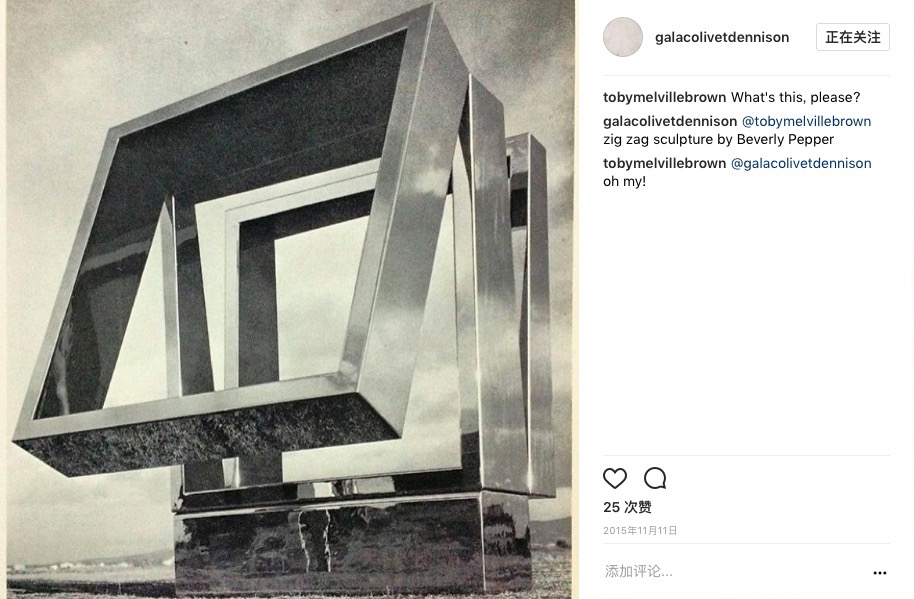 galacolivetdennison
正在关注
tobymelvillebrown What's this, please?
galacolivetdennison @tobymelvillebrown
zig zag sculpture by Beverly Pepper
tobymelvillebrown @galacolivetdennison
oh my!
25 次赞
2015年11月11日
添加评论...